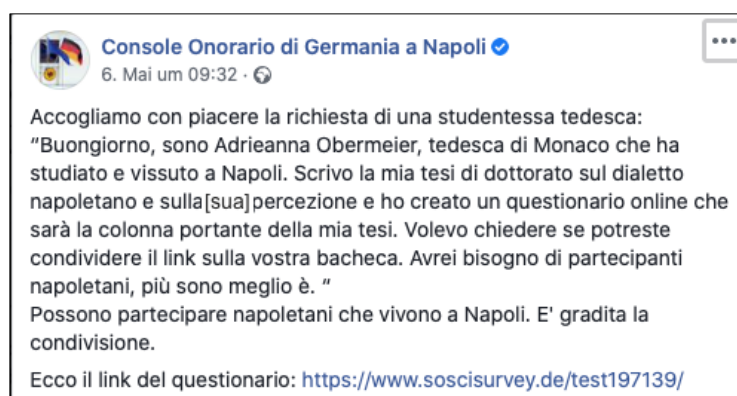 Console Onorario di Germania a Napoli
6. Mai um 09:32 ·
Accogliamo con piacere la richiesta di una studentessa tedesca:
“Buongiorno, sono Adrieanna Obermeier, tedesca di Monaco che ha
studiato e vissuto a Napoli. Scrivo la mia tesi di dottorato sul dialetto
napoletano e sulla[sua]percezione e ho creato un questionario online che
sarà la colonna portante della mia tesi. Volevo chiedere se potreste
condividere il link sulla vostra bacheca. Avrei bisogno di partecipanti
napoletani, più sono meglio è. “
Possono partecipare napoletani che vivono a Napoli. E' gradita la
condivisione.
Ecco il link del questionario: https://www.soscisurvey.de/test197139/